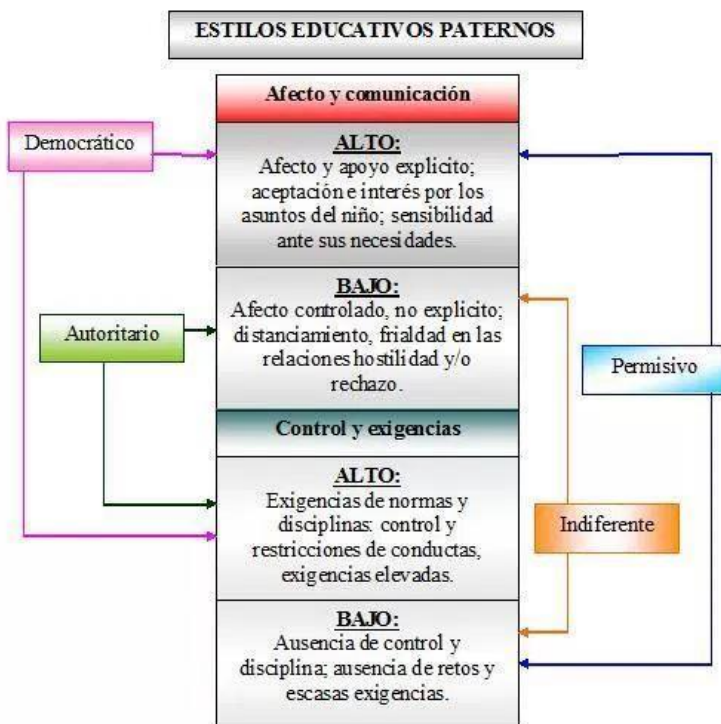 ESTILOS EDUCATIVOS PATERNOS
Afecto y comunicación
Democrático
ALTO:
Afecto y apoyo explicito;
aceptación e interés por los
asuntos del niño; sensibilidad
ante sus necesidades.
BAJO:
Afecto controlado, no explicito;
distanciamiento, frialdad en las
relaciones hostilidad y/o
rechazo.
Autoritario
Permisivo
Control y exigencias
ALTO:
Exigencias de normas y
disciplinas: control y
restricciones de conductas,
exigencias elevadas.
Indiferente
BAJO:
Ausencia de control y
disciplina; ausencia de retos y
escasas exigencias.